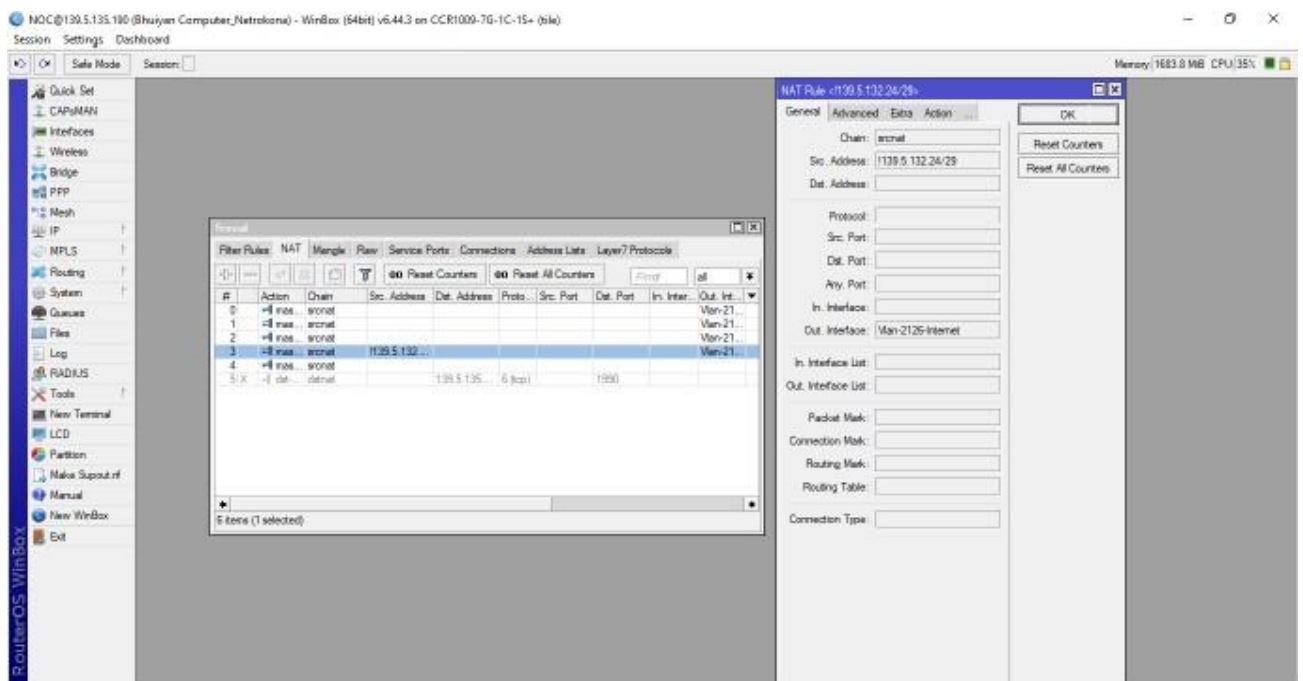 NOC@139.5.135.190 (Bhuiyan Computer_Netrokona) - WinBox (64bit) v6.44.3 on CCR1009-7G-1C-1S+ (tile)
Session Settings Dashboard
Safe Mode Session: Memory: 1683.8 MiB CPU: 35%
Quick Set
CAPsMAN
Interfaces
Wireless
Bridge
PPP
Mesh
IP
MPLS
Routing
System
Queues
Files
Log
RADIUS
Tools
New Terminal
LCD
Partition
Make Supout.rif
Manual
New WinBox
Exit
RouterOS WinBox
Firewall
Filter Rules NAT Mangle Raw Service Ports Connections Address Lists Layer7 Protocols
00 Reset Counters 00 Reset All Counters Find all
# Action Chain Src. Address Dst. Address Proto... Src. Port Dst. Port In. Inter... Out. Int...
0 mas... srcnat Vlan-21...
1 mas... srcnat Vlan-21...
2 mas... srcnat Vlan-21...
3 mas... srcnat !139.5.132.... Vlan-21...
4 mas... srcnat
5 X dst-... dstnat 139.5.135.... 6 (tcp) 1990
6 items (1 selected)
NAT Rule <!139.5.132.24/29>
General Advanced Extra Action ...
Chain: srcnat
Src. Address: !139.5.132.24/29
Dst. Address:
Protocol:
Src. Port:
Dst. Port:
Any. Port:
In. Interface:
Out. Interface: Vlan-2126-Internet
In. Interface List:
Out. Interface List:
Packet Mark:
Connection Mark:
Routing Mark:
Routing Table:
Connection Type:
OK
Reset Counters
Reset All Counters